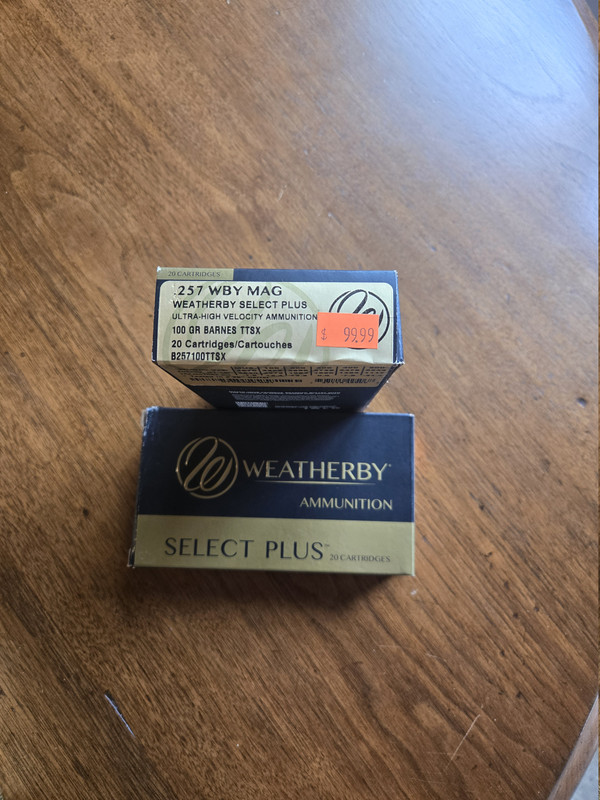 20 CARTRIDGES
.257 WBY MAG
WEATHERBY SELECT PLUS
ULTRA-HIGH VELOCITY AMMUNITION
100 GR BARNES TTSX
$ 99.99
20 Cartridges/Cartouches
B257100TTSX
WEATHERBY®
AMMUNITION
SELECT PLUS™ 20 CARTRIDGES